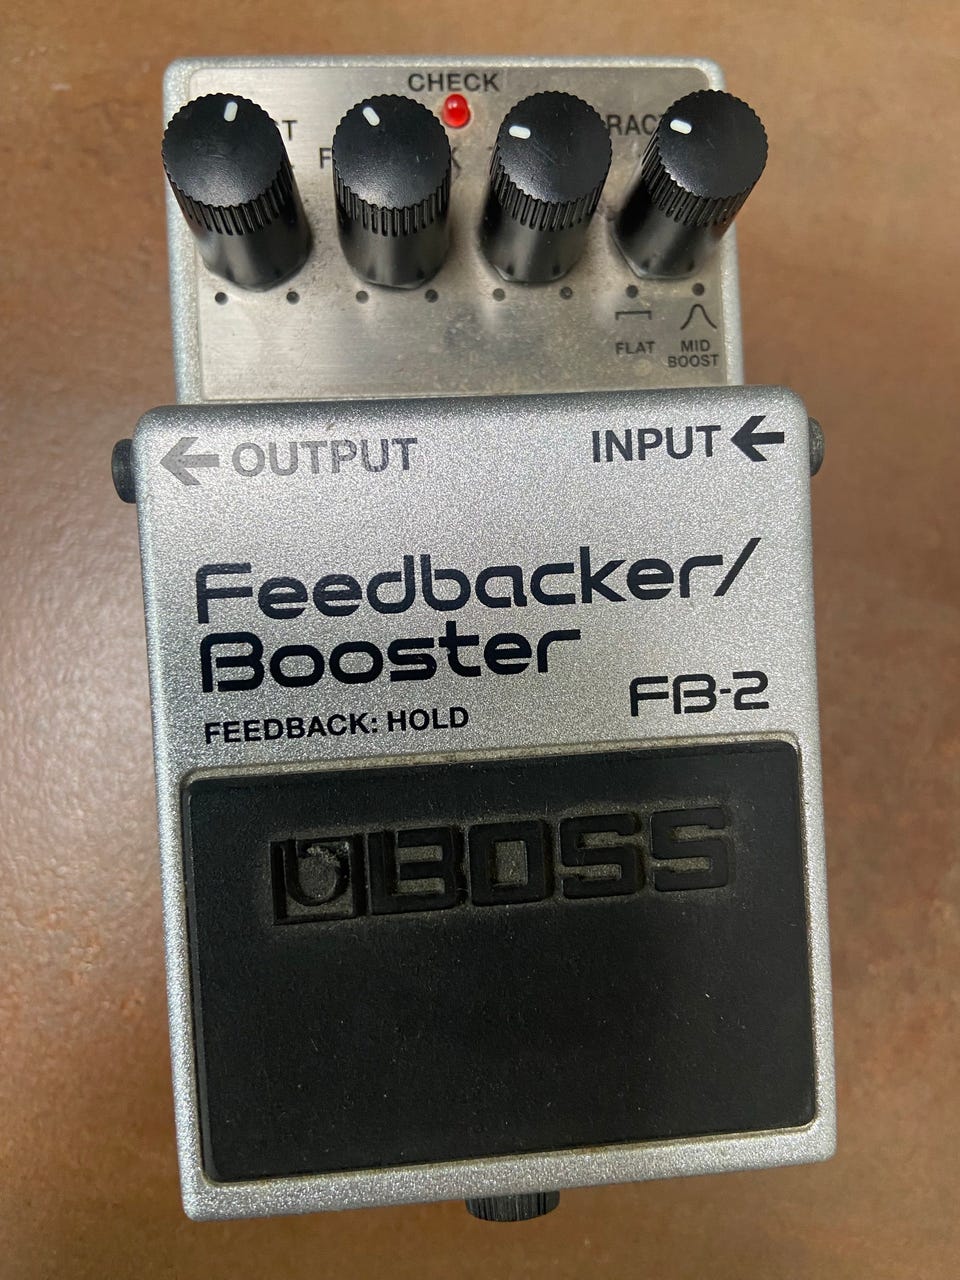 CHECK
FLAT
MID
BOOST
← OUTPUT
INPUT ←
Feedbacker/
Booster
FB-2
FEEDBACK: HOLD
BOSS